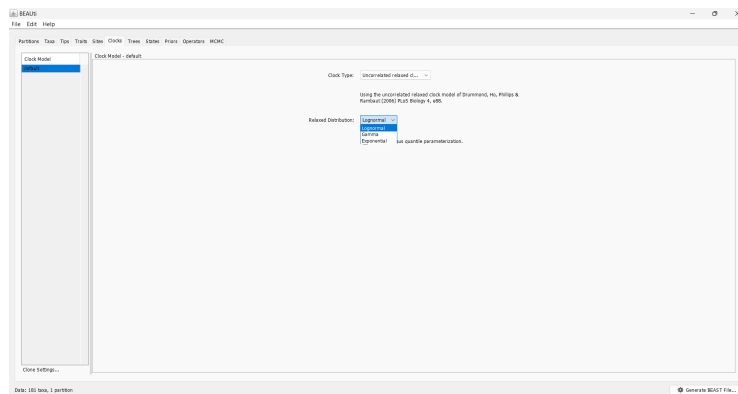 BEAUti
File Edit Help
Partitions Taxa Tips Traits Sites Clocks Trees States Priors Operators MCMC
Clock Model
default
Clock Model - default
Clock Type: Uncorrelated relaxed cl... 
Using the uncorrelated relaxed clock model of Drummond, Ho, Phillips &
Rambaut (2006) PLoS Biology 4, e88.
Relaxed Distribution: Lognormal
Lognormal
Gamma
Exponential
quantile parameterization.
Clone Settings...
Data: 181 taxa, 1 partition
Generate BEAST File...